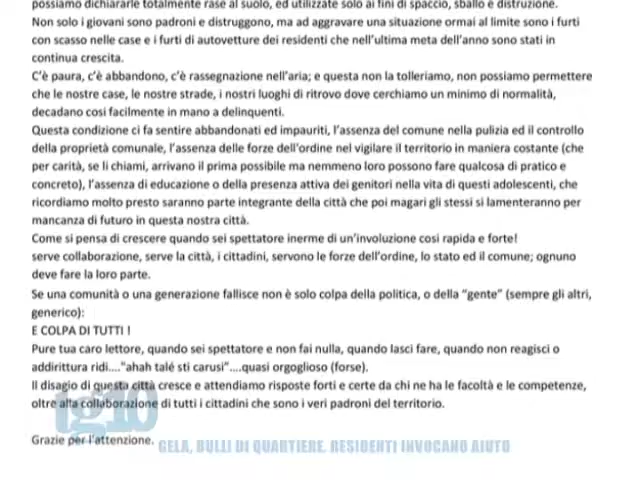 possiamo dichiararle totalmente rase al suolo, ed utilizzate solo ai fini di spaccio, sballo e distruzione.
Non solo i giovani sono padroni e distruggono, ma ad aggravare una situazione ormai al limite sono i furti
con scasso nelle case e i furti di autovetture dei residenti che nell'ultima meta dell'anno sono stati in
continua crescita.
C'è paura, c'è abbandono, c'è rassegnazione nell'aria; e questa non la tolleriamo, non possiamo permettere
che le nostre case, le nostre strade, i nostri luoghi di ritrovo dove cerchiamo un minimo di normalità,
decadano cosi facilmente in mano a delinquenti.
Questa condizione ci fa sentire abbandonati ed impauriti, l'assenza del comune nella pulizia ed il controllo
della proprietà comunale, l'assenza delle forze dell'ordine nel vigilare il territorio in maniera costante (che
per carità, se li chiami, arrivano il prima possibile ma nemmeno loro possono fare qualcosa di pratico e
concreto), l'assenza di educazione o della presenza attiva dei genitori nella vita di questi adolescenti, che
ricordiamo molto presto saranno parte integrante della città che poi magari gli stessi si lamenteranno per
mancanza di futuro in questa nostra città.
Come si pensa di crescere quando sei spettatore inerme di un'involuzione cosi rapida e forte!
serve collaborazione, serve la città, i cittadini, servono le forze dell'ordine, lo stato ed il comune; ognuno
deve fare la loro parte.
Se una comunità o una generazione fallisce non è solo colpa della politica, o della "gente" (sempre gli altri,
generico):
E COLPA DI TUTTI !
Pure tua caro lettore, quando sei spettatore e non fai nulla, quando lasci fare, quando non reagisci o
addirittura ridi...."ahah talé sti carusi"....quasi orgoglioso (forse).
Il disagio di questa città cresce e attendiamo risposte forti e certe da chi ne ha le facoltà e le competenze,
oltre alla collaborazione di tutti i cittadini che sono i veri padroni del territorio.
tg10
Grazie per l'attenzione.
GELA, BULLI DI QUARTIERE. RESIDENTI INVOCANO AIUTO